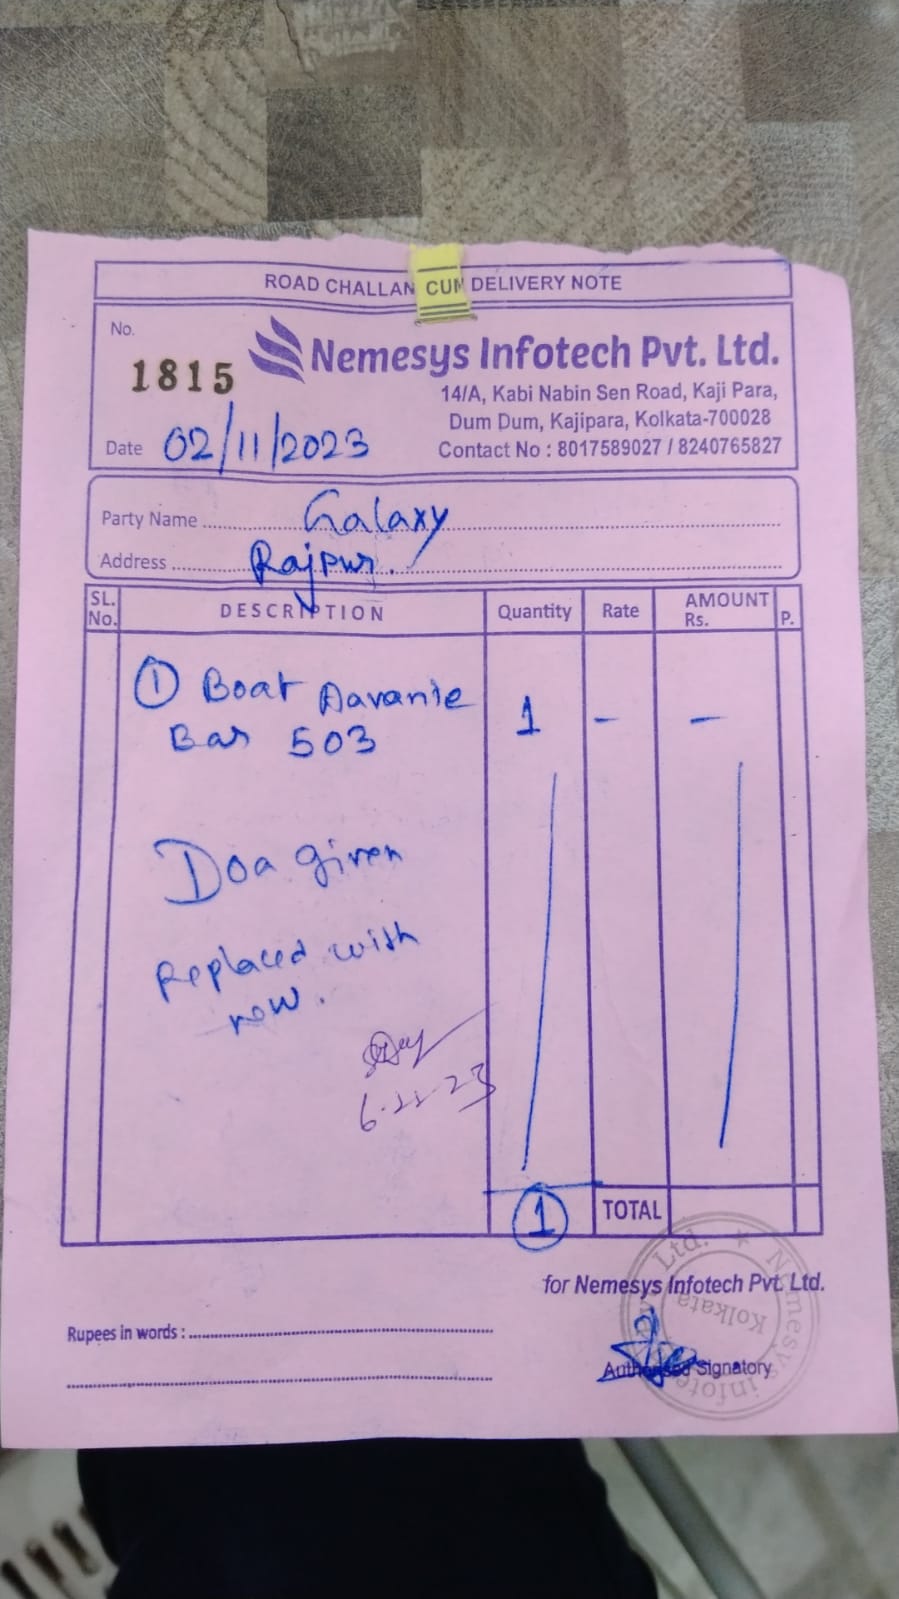 ROAD CHALLAN CUM DELIVERY NOTE
No.
1815
Nemesys Infotech Pvt. Ltd.
14/A, Kabi Nabin Sen Road, Kaji Para,
Dum Dum, Kajipara, Kolkata-700028
Date 02/11/2023
Contact No : 8017589027 / 8240765827
Party Name Galaxy
Address Rajpur.
SL. No. DESCRIPTION Quantity Rate AMOUNT Rs. P.
① Boat Aavante 1 - -
Bar 503
Doa given
Replaced with
new.
6.11.23
① TOTAL
for Nemesys Infotech Pvt. Ltd.
Rupees in words :
Authorised Signatory
Nemesys Infotech Pvt. Ltd. ★
Kolkata